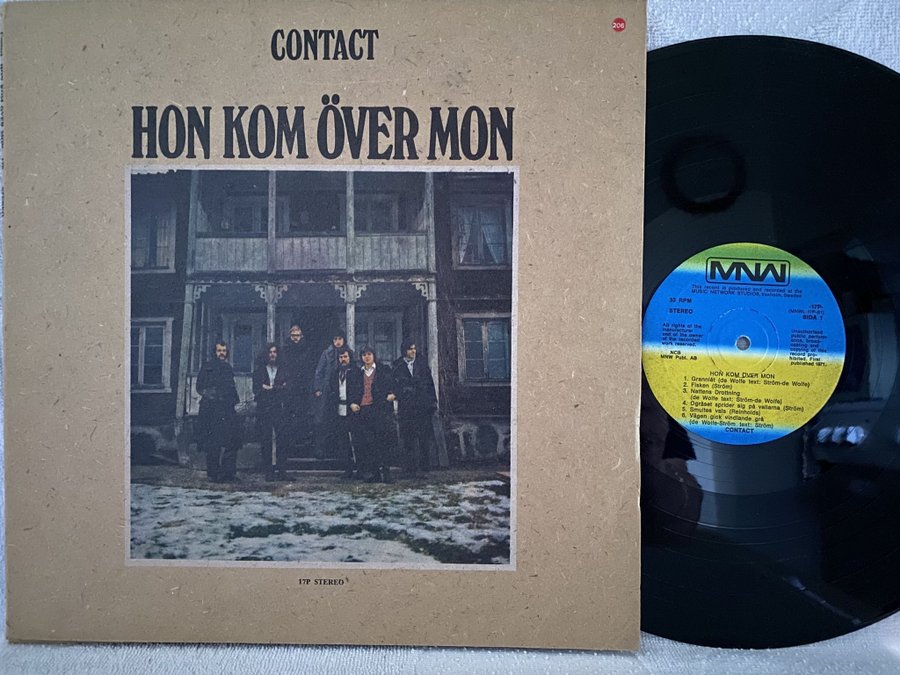 CONTACT
206
HON KOM ÖVER MON
17P STEREO
MNW
This record is produced and recorded at the
MUSIC NETWORK STUDIOS, Vaxholm, Sweden
33 RPM
STEREO
17P
(MNWL-17P-B1)
SIDA 1
All rights of the
manufacturer
and of the owner
of the recorded
work reserved.
NCB
MNW Publ. AB
Unauthorised
public perform-
ance, broad-
casting and
copying of this
record pro-
hibited. First
published 1971.
HON KOM ÖVER MON
1. Grannlåt (de Wolfe text: Ström-de Wolfe)
2. Fisken (Ström)
3. Nattens Drottning
(de Wolfe text: Ström-de Wolfe)
4. Ogräset sprider sig på vallarna (Ström)
5. Smultes vals (Reinholds)
6. Vägen gick vindlande grå
(de Wolfe-Ström text: Ström)
CONTACT